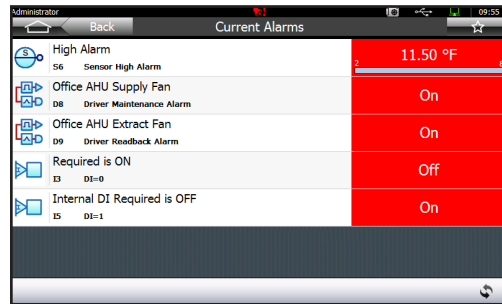 Administrator
09:55
Back
Current Alarms
High Alarm
S6 Sensor High Alarm
11.50 °F
2 8
Office AHU Supply Fan
D8 Driver Maintenance Alarm
On
Office AHU Extract Fan
D9 Driver Readback Alarm
On
Required is ON
I3 DI=0
Off
Internal DI Required is OFF
I5 DI=1
On